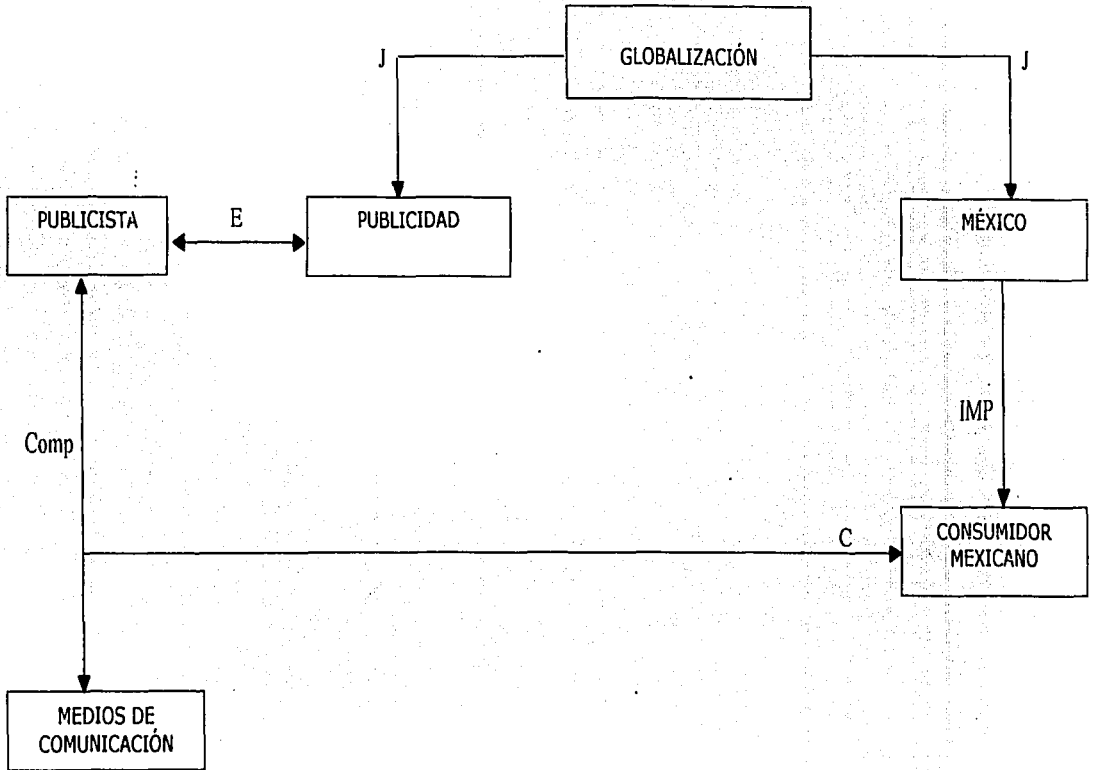 GLOBALIZACIÓN
J
J
PUBLICISTA
E
PUBLICIDAD
MÉXICO
Comp
IMP
C
CONSUMIDOR
MEXICANO
MEDIOS DE
COMUNICACIÓN